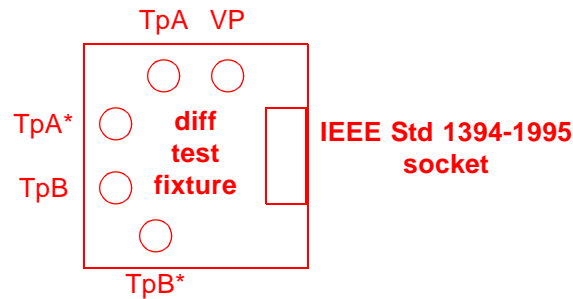 TpA VP
TpA*
diff
test
fixture
TpB
TpB*
IEEE Std 1394-1995
socket